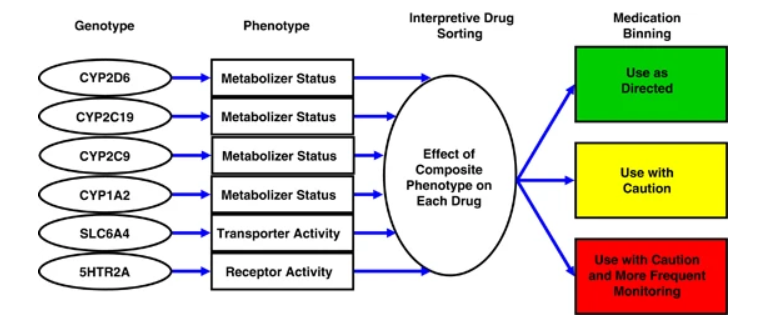 Genotype
Phenotype
Interpretive Drug
Sorting
Medication
Binning
CYP2D6
Metabolizer Status
CYP2C19
Metabolizer Status
CYP2C9
Metabolizer Status
CYP1A2
Metabolizer Status
SLC6A4
Transporter Activity
5HTR2A
Receptor Activity
Effect of
Composite
Phenotype on
Each Drug
Use as
Directed
Use with
Caution
Use with Caution
and More Frequent
Monitoring